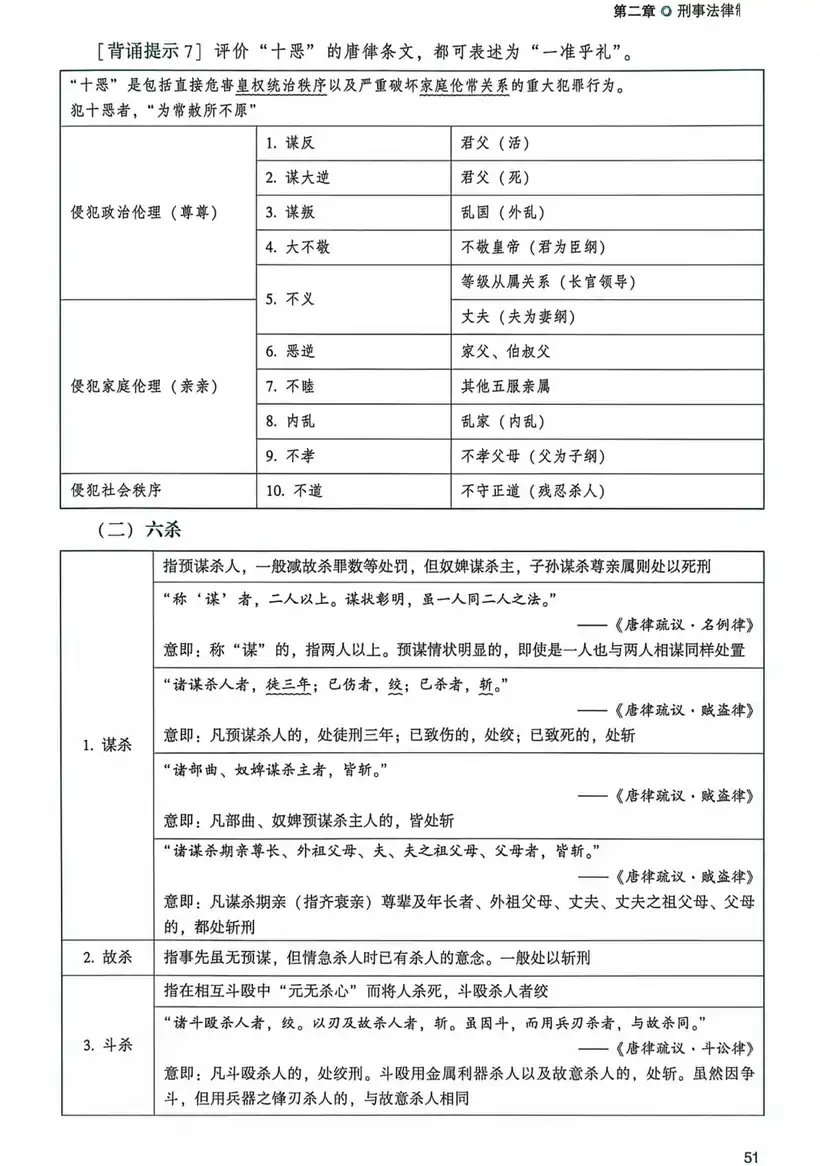 第二章 刑事法律制
[背诵提示7] 评价“十恶”的唐律条文，都可表述为“一准乎礼”。
“十恶”是包括直接危害皇权统治秩序以及严重破坏家庭伦常关系的重大犯罪行为。
犯十恶者，“为常赦所不原”
侵犯政治伦理（尊尊）
1. 谋反
君父（活）
2. 谋大逆
君父（死）
3. 谋叛
乱国（外乱）
4. 大不敬
不敬皇帝（君为臣纲）
5. 不义
等级从属关系（长官领导）
丈夫（夫为妻纲）
侵犯家庭伦理（亲亲）
6. 恶逆
家父、伯叔父
7. 不睦
其他五服亲属
8. 内乱
乱家（内乱）
9. 不孝
不孝父母（父为子纲）
侵犯社会秩序
10. 不道
不守正道（残忍杀人）
（二）六杀
1. 谋杀
指预谋杀人，一般减故杀罪数等处罚，但奴婢谋杀主，子孙谋杀尊亲属则处以死刑
“称‘谋’者，二人以上。谋状彰明，虽一人同二人之法。”
——《唐律疏议·名例律》
意即：称“谋”的，指两人以上。预谋情状明显的，即使是一人也与两人相谋同样处置
“诸谋杀人者，徒三年；已伤者，绞；已杀者，斩。”
——《唐律疏议·贼盗律》
意即：凡预谋杀人的，处徒刑三年；已致伤的，处绞；已致死的，处斩
“诸部曲、奴婢谋杀主者，皆斩。”
——《唐律疏议·贼盗律》
意即：凡部曲、奴婢预谋杀主人的，皆处斩
“诸谋杀期亲尊长、外祖父母、夫、夫之祖父母、父母者，皆斩。”
——《唐律疏议·贼盗律》
意即：凡谋杀期亲（指齐衰亲）尊辈及年长者、外祖父母、丈夫、丈夫之祖父母、父母
的，都处斩刑
2. 故杀
指事先虽无预谋，但情急杀人时已有杀人的意念。一般处以斩刑
3. 斗杀
指在相互斗殴中“元无杀心”而将人杀死，斗殴杀人者绞
“诸斗殴杀人者，绞。以刃及故杀人者，斩。虽因斗，而用兵刃杀者，与故杀同。”
——《唐律疏议·斗讼律》
意即：凡斗殴杀人的，处绞刑。斗殴用金属利器杀人以及故意杀人的，处斩。虽然因争
斗，但用兵器之锋刃杀人的，与故意杀人相同
51